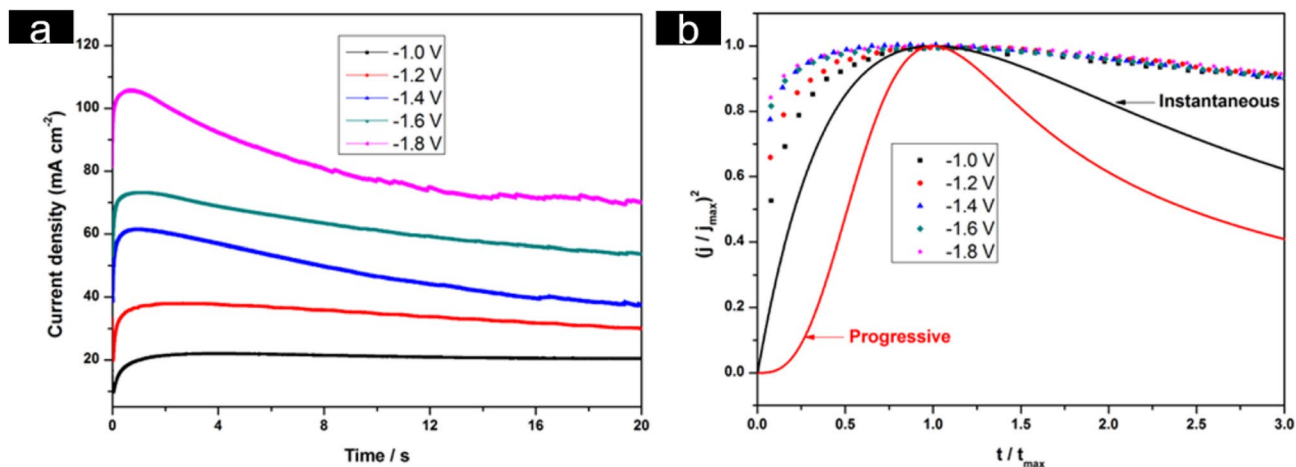 a
120
100
80
60
40
20
0
4
8
12
16
20
Current density (mA cm-2)
Time / s
-1.0 V
-1.2 V
-1.4 V
-1.6 V
-1.8 V
b
1.0
0.8
0.6
0.4
0.2
0.0
0.0
0.5
1.0
1.5
2.0
2.5
3.0
(j / jmax)2
t / tmax
Instantaneous
-1.0 V
-1.2 V
-1.4 V
-1.6 V
-1.8 V
Progressive